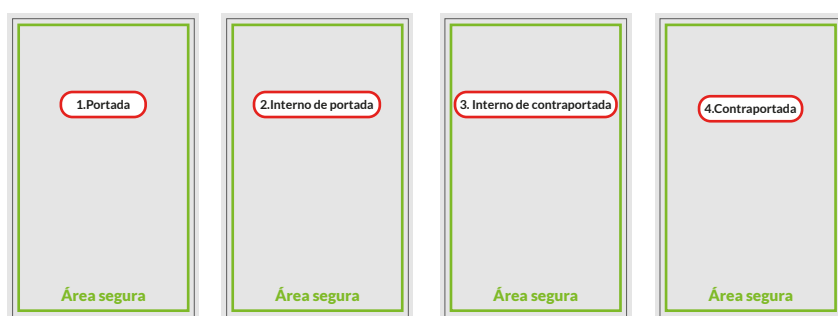 1.Portada
2.Interno de portada
3. Interno de contraportada
4.Contraportada
Área segura
Área segura
Área segura
Área segura